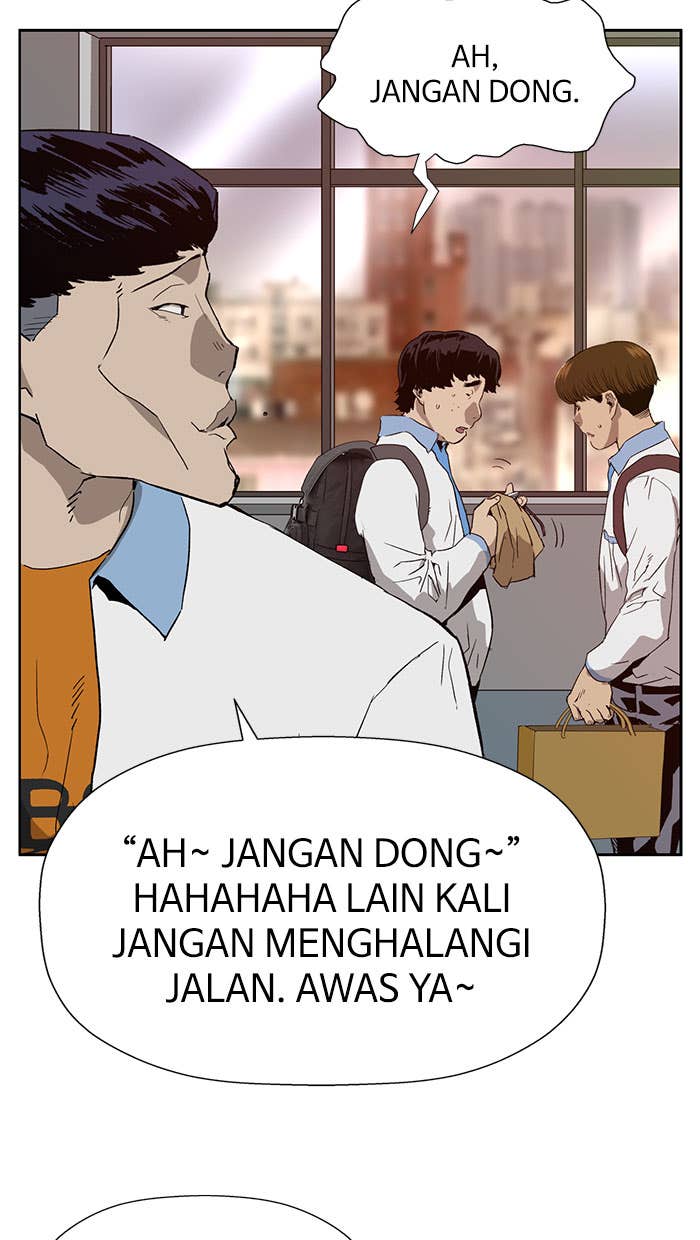 AH,
JANGAN DONG.
“AH~ JANGAN DONG~”
HAHAHAHA LAIN KALI
JANGAN MENGHALANGI
JALAN. AWAS YA~